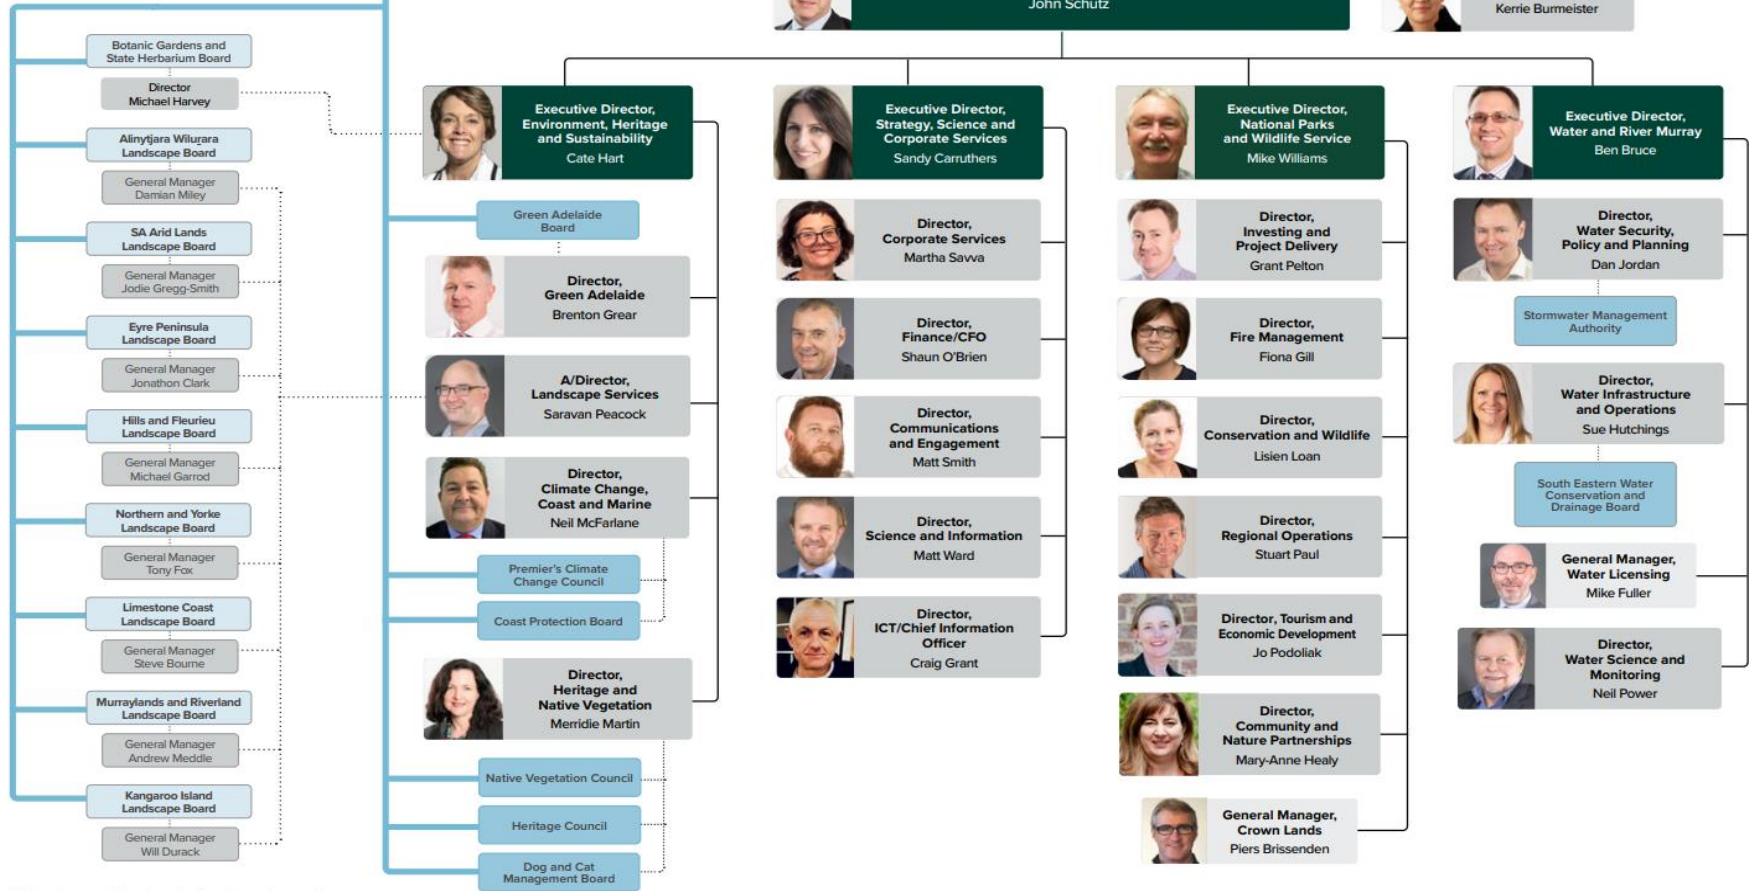 John Schutz
Kerrie Burmeister
Botanic Gardens and
State Herbarium Board
Director
Michael Harvey
Alinytjara Wilurara
Landscape Board
General Manager
Damian Miley
SA Arid Lands
Landscape Board
General Manager
Jodie Gregg-Smith
Eyre Peninsula
Landscape Board
General Manager
Jonathon Clark
Hills and Fleurieu
Landscape Board
General Manager
Michael Garrod
Northern and Yorke
Landscape Board
General Manager
Tony Fox
Limestone Coast
Landscape Board
General Manager
Steve Bourne
Murraylands and Riverland
Landscape Board
General Manager
Andrew Meddle
Kangaroo Island
Landscape Board
General Manager
Will Durack
Executive Director,
Environment, Heritage
and Sustainability
Cate Hart
Green Adelaide
Board
Director,
Green Adelaide
Brenton Grear
A/Director,
Landscape Services
Saravan Peacock
Director,
Climate Change,
Coast and Marine
Neil McFarlane
Premier's Climate
Change Council
Coast Protection Board
Director,
Heritage and
Native Vegetation
Merridie Martin
Native Vegetation Council
Heritage Council
Dog and Cat
Management Board
Executive Director,
Strategy, Science and
Corporate Services
Sandy Carruthers
Director,
Corporate Services
Martha Savva
Director,
Finance/CFO
Shaun O'Brien
Director,
Communications
and Engagement
Matt Smith
Director,
Science and Information
Matt Ward
Director,
ICT/Chief Information
Officer
Craig Grant
Executive Director,
National Parks
and Wildlife Service
Mike Williams
Director,
Investing and
Project Delivery
Grant Pelton
Director,
Fire Management
Fiona Gill
Director,
Conservation and Wildlife
Lisien Loan
Director,
Regional Operations
Stuart Paul
Director, Tourism and
Economic Development
Jo Podoliak
Director,
Community and
Nature Partnerships
Mary-Anne Healy
General Manager,
Crown Lands
Piers Brissenden
Executive Director,
Water and River Murray
Ben Bruce
Director,
Water Security,
Policy and Planning
Dan Jordan
Stormwater Management
Authority
Director,
Water Infrastructure
and Operations
Sue Hutchings
South Eastern Water
Conservation and
Drainage Board
General Manager,
Water Licensing
Mike Fuller
Director,
Water Science and
Monitoring
Neil Power